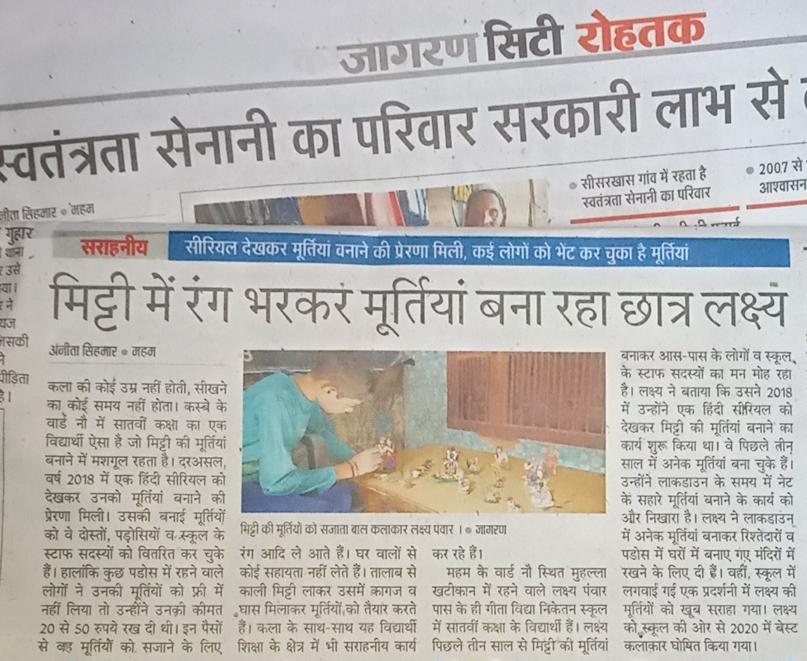 जागरण सिटी रोहतक
स्वतंत्रता सेनानी का परिवार सरकारी लाभ से
सीसरखास गांव में रहता है
स्वतंत्रता सेनानी का परिवार
2007 से
आश्वासन
सिहमार महम
गुहार
थाना
उसे
पीड़िता
सराहनीय
सीरियल देखकर मूर्तियां बनाने की प्रेरणा मिली, कई लोगों को भेंट कर चुका है मूर्तियां
मिट्टी में रंग भरकर मूर्तियां बना रहा छात्र लक्ष्य
अनीता सिहमार • महम
कला की कोई उम्र नहीं होती, सीखने
का कोई समय नहीं होता। कस्बे के
वार्ड नौ में सातवीं कक्षा का एक
विद्यार्थी ऐसा है जो मिट्टी की मूर्तियां
बनाने में मशगूल रहता है। दरअसल,
वर्ष 2018 में एक हिंदी सीरियल को
देखकर उनको मूर्तियां बनाने की
प्रेरणा मिली। उसकी बनाई मूर्तियों
को वे दोस्तों, पड़ोसियों व स्कूल के
स्टाफ सदस्यों को वितरित कर चुके
हैं। हालांकि कुछ पडोस में रहने वाले
लोगों ने उनकी मूर्तियों को फ्री में
नहीं लिया तो उन्होंने उनकी कीमत
20 से 50 रुपये रख दी थी। इन पैसों
से वह मूर्तियों को सजाने के लिए
मिट्टी की मूर्तियों को सजाता बाल कलाकार लक्ष्य पंवार । • जागरण
रंग आदि ले आते हैं। घर वालों से
कोई सहायता नहीं लेते हैं। तालाब से
काली मिट्टी लाकर उसमें कागज व
घास मिलाकर मूर्तियों को तैयार करते
हैं। कला के साथ-साथ यह विद्यार्थी
शिक्षा के क्षेत्र में भी सराहनीय कार्य
कर रहे हैं।
महम के वार्ड नौ स्थित मुहल्ला
खटीकान में रहने वाले लक्ष्य पंवार
पास के ही गीता विद्या निकेतन स्कूल
में सातवीं कक्षा के विद्यार्थी हैं। लक्ष्य
पिछले तीन साल से मिट्टी की मूर्तियां
बनाकर आस-पास के लोगों व स्कूल
के स्टाफ सदस्यों का मन मोह रहा
है। लक्ष्य ने बताया कि उसने 2018
में उन्होंने एक हिंदी सीरियल को
देखकर मिट्टी की मूर्तियां बनाने का
कार्य शुरू किया था। वे पिछले तीन
साल में अनेक मूर्तियां बना चुके हैं।
उन्होंने लाकडाउन के समय में नेट
के सहारे मूर्तियां बनाने के कार्य को
और निखारा है। लक्ष्य ने लाकडाउन
में अनेक मूर्तियां बनाकर रिश्तेदारों व
पडोस में घरों में बनाए गए मंदिरों में
रखने के लिए दी हैं। वहीं, स्कूल में
लगवाई गई एक प्रदर्शनी में लक्ष्य की
मूर्तियों को खूब सराहा गया। लक्ष्य
को स्कूल की ओर से 2020 में बेस्ट
कलाकार घोषित किया गया।